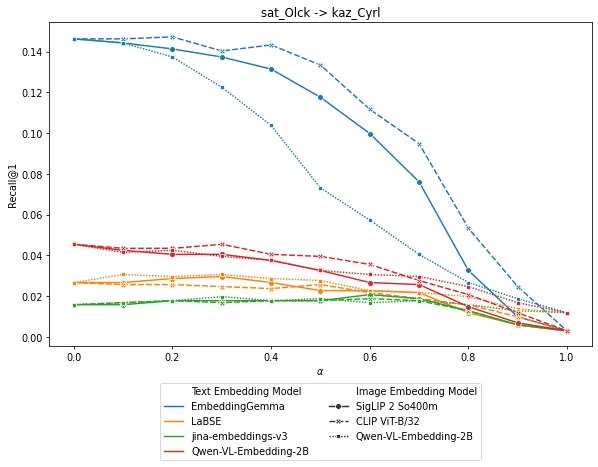 sat_Olck -> kaz_Cyrl
Recall@1
0.14
0.12
0.10
0.08
0.06
0.04
0.02
0.00
0.0 0.2 0.4 0.6 0.8 1.0
α
Text Embedding Model Image Embedding Model
EmbeddingGemma SigLIP 2 So400m
LaBSE CLIP ViT-B/32
jina-embeddings-v3 Qwen-VL-Embedding-2B
Qwen-VL-Embedding-2B